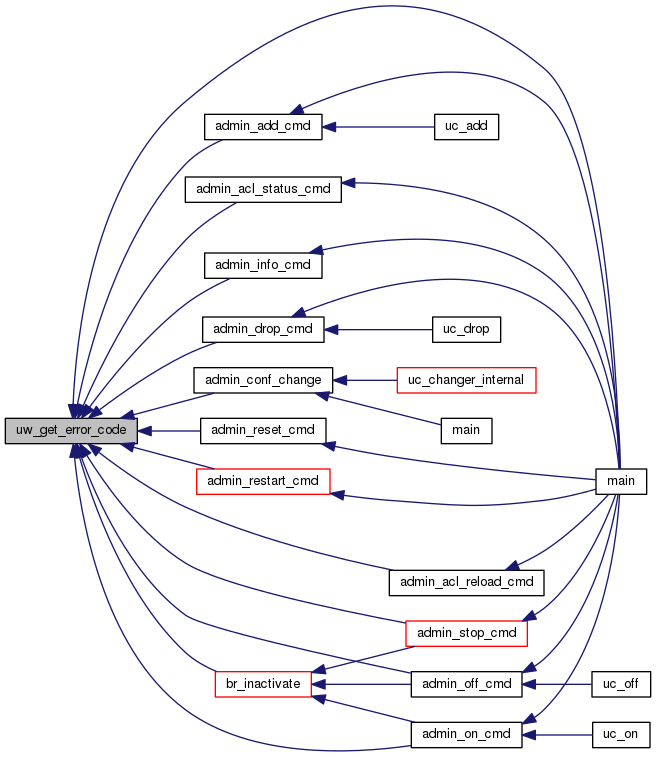 admin_add_cmd
uc_add
admin_acl_status_cmd
admin_info_cmd
admin_drop_cmd
uc_drop
admin_conf_change
uc_changer_internal
uw_get_error_code
admin_reset_cmd
main
admin_restart_cmd
main
admin_acl_reload_cmd
admin_stop_cmd
br_inactivate
admin_off_cmd
uc_off
admin_on_cmd
uc_on